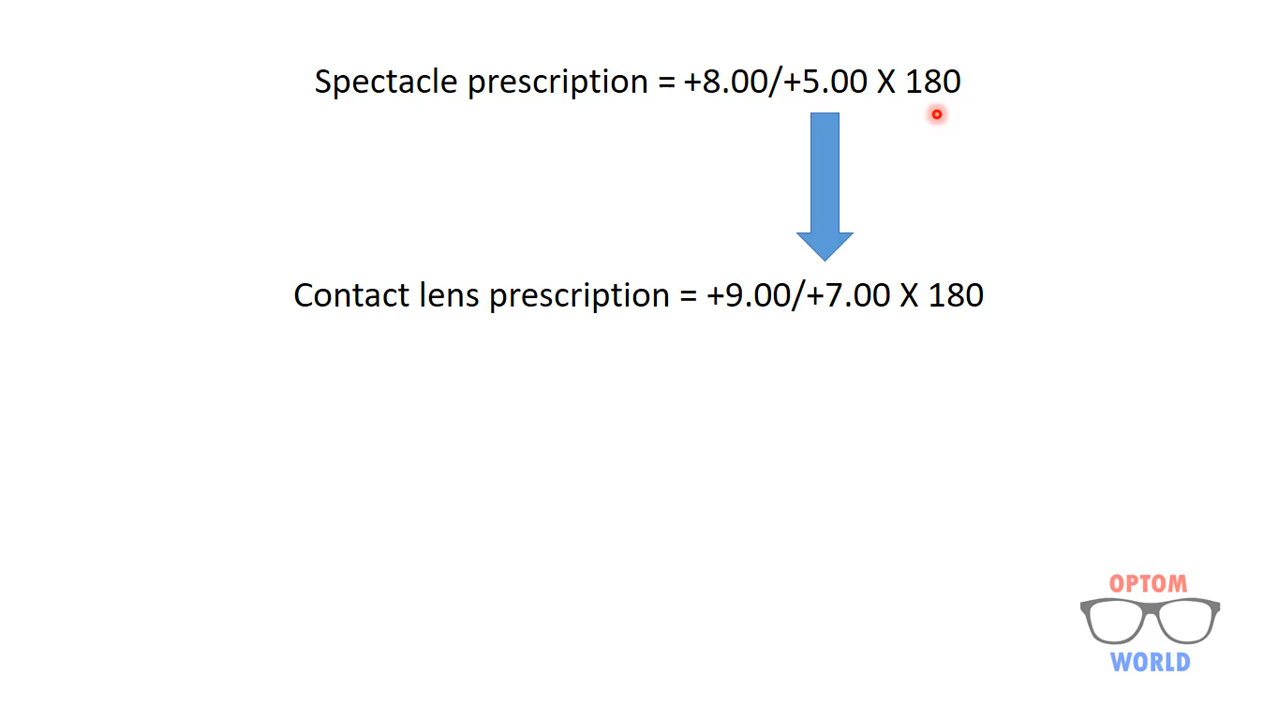 Spectacle prescription = +8.00/+5.00 X 180
Contact lens prescription = +9.00/+7.00 X 180
OPTOM
WORLD